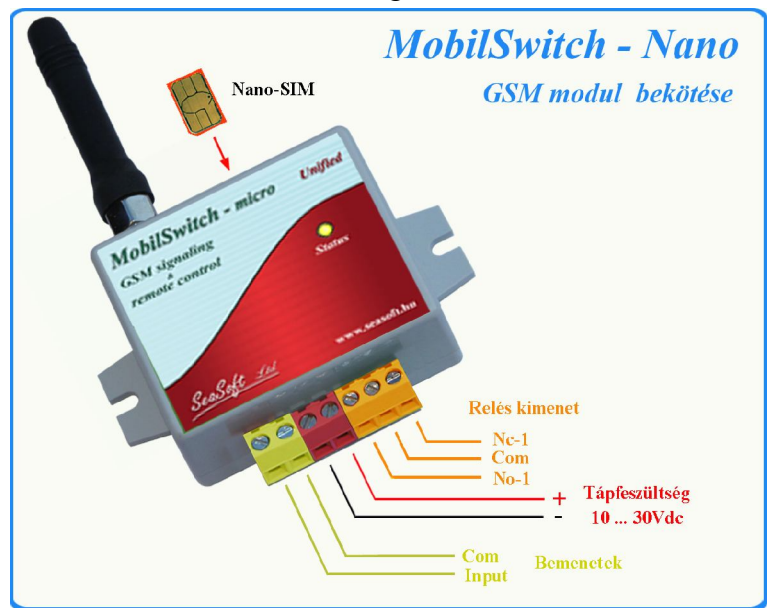 MobilSwitch - Nano
GSM modul bekötése
Nano-SIM
Unified
MobilSwitch - micro
GSM signaling
&
remote control
Status
www.seasoft.hu
SeaSoft Ltd
Relés kimenet
Nc-1
Com
No-1
+ Tápfeszültség
- 10 ... 30Vdc
Com
Input
Bemenetek